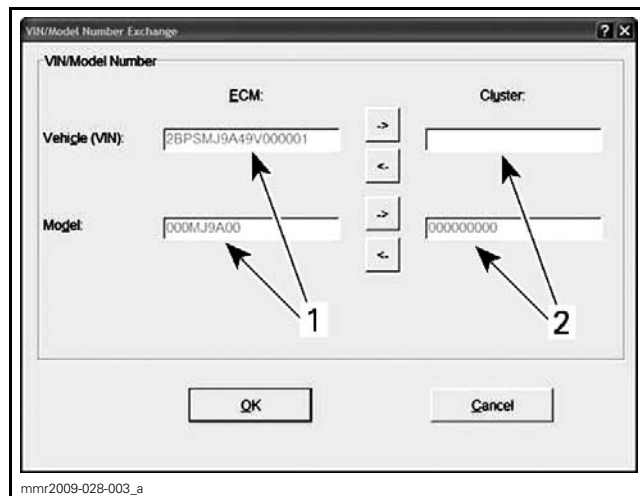 VIN/Model Number Exchange
? X
VIN/Model Number
ECM:
Cluster:
Vehicle (VIN):
2BPSMJ9A49V000001
->
<-
Model:
000MJ9A00
->
000000000
<-
1
2
OK
Cancel
mmr2009-028-003_a